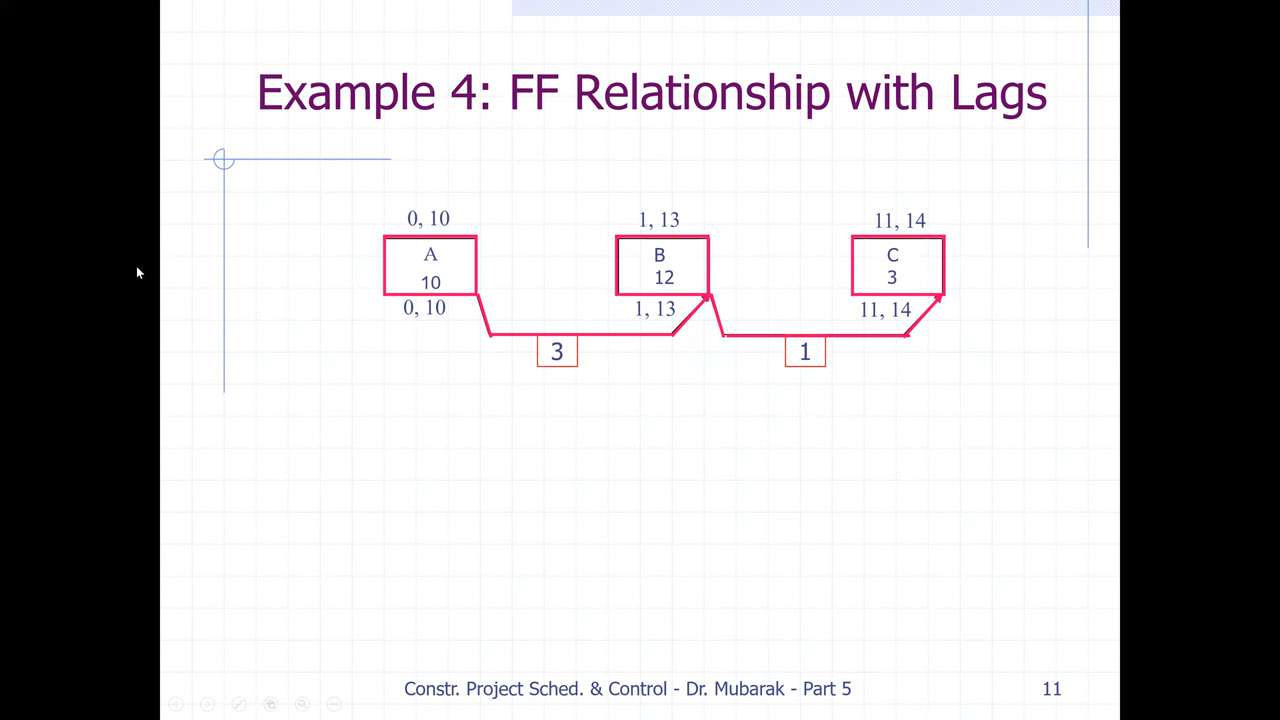 Example 4: FF Relationship with Lags
0, 10
1, 13
11, 14
A
10
B
12
C
3
0, 10
1, 13
11, 14
3
1
Constr. Project Sched. & Control - Dr. Mubarak - Part 5
11